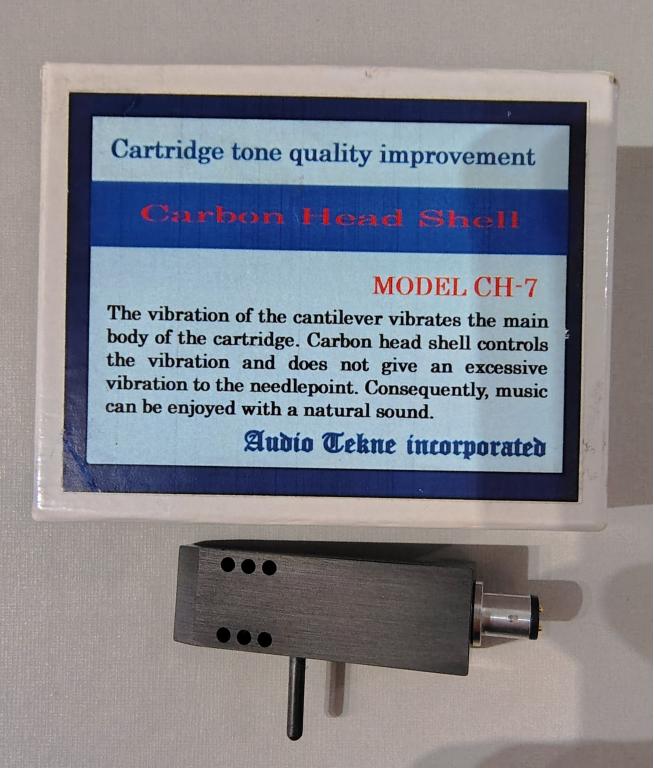 Cartridge tone quality improvement
Carbon Head Shell
MODEL CH-7
The vibration of the cantilever vibrates the main
body of the cartridge. Carbon head shell controls
the vibration and does not give an excessive
vibration to the needlepoint. Consequently, music
can be enjoyed with a natural sound.
Audio Tekne incorporated